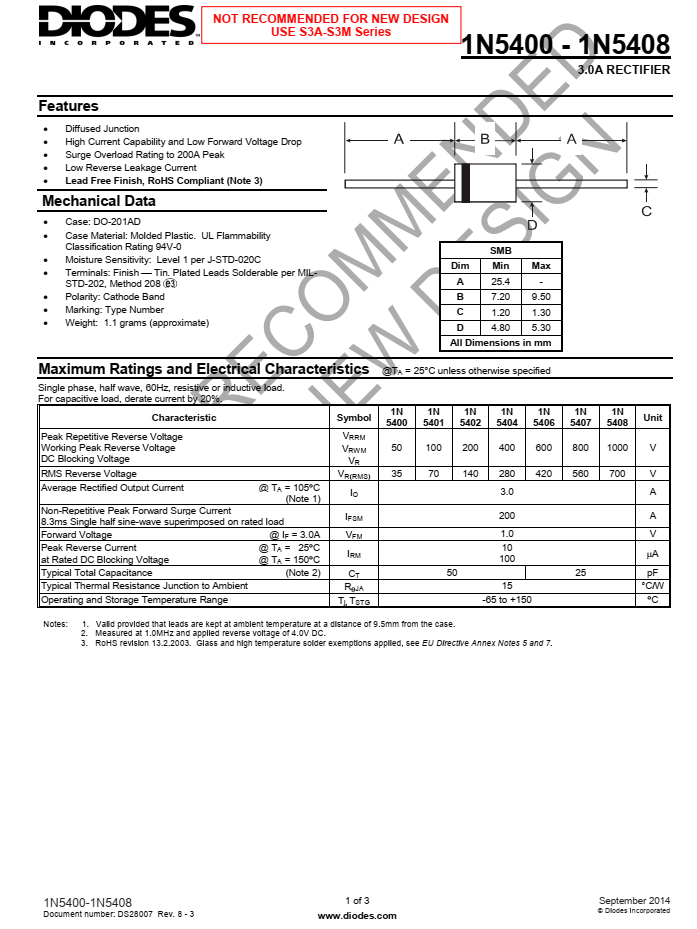 DIODES™
INCORPORATED
NOT RECOMMENDED FOR NEW DESIGN
USE S3A-S3M Series
1N5400 - 1N5408
3.0A RECTIFIER
Features
• Diffused Junction
• High Current Capability and Low Forward Voltage Drop
• Surge Overload Rating to 200A Peak
• Low Reverse Leakage Current
• Lead Free Finish, RoHS Compliant (Note 3)
Mechanical Data
• Case: DO-201AD
• Case Material: Molded Plastic. UL Flammability
Classification Rating 94V-0
• Moisture Sensitivity: Level 1 per J-STD-020C
• Terminals: Finish — Tin. Plated Leads Solderable per MIL-
STD-202, Method 208 e3
• Polarity: Cathode Band
• Marking: Type Number
• Weight: 1.1 grams (approximate)
A B A
C
D
SMB
Dim Min Max
A 25.4 -
B 7.20 9.50
C 1.20 1.30
D 4.80 5.30
All Dimensions in mm
RECOMMENDED
NEW DESIGN
Maximum Ratings and Electrical Characteristics @TA = 25°C unless otherwise specified
Single phase, half wave, 60Hz, resistive or inductive load.
For capacitive load, derate current by 20%.
Characteristic Symbol 1N 5400 1N 5401 1N 5402 1N 5404 1N 5406 1N 5407 1N 5408 Unit
Peak Repetitive Reverse Voltage VRRM
Working Peak Reverse Voltage VRWM 50 100 200 400 600 800 1000 V
DC Blocking Voltage VR
RMS Reverse Voltage VR(RMS) 35 70 140 280 420 560 700 V
Average Rectified Output Current @ TA = 105°C
(Note 1) IO 3.0 A
Non-Repetitive Peak Forward Surge Current
8.3ms Single half sine-wave superimposed on rated load IFSM 200 A
Forward Voltage @ IF = 3.0A VFM 1.0 V
Peak Reverse Current @ TA = 25°C IRM 10 µA
at Rated DC Blocking Voltage @ TA = 150°C 100
Typical Total Capacitance (Note 2) CT 50 25 pF
Typical Thermal Resistance Junction to Ambient RθJA 15 °C/W
Operating and Storage Temperature Range Tj, TSTG -65 to +150 °C
Notes: 1. Valid provided that leads are kept at ambient temperature at a distance of 9.5mm from the case.
2. Measured at 1.0MHz and applied reverse voltage of 4.0V DC.
3. RoHS revision 13.2.2003. Glass and high temperature solder exemptions applied, see EU Directive Annex Notes 5 and 7.
1N5400-1N5408 1 of 3 September 2014
Document number: DS28007 Rev. 8 - 3 www.diodes.com © Diodes Incorporated